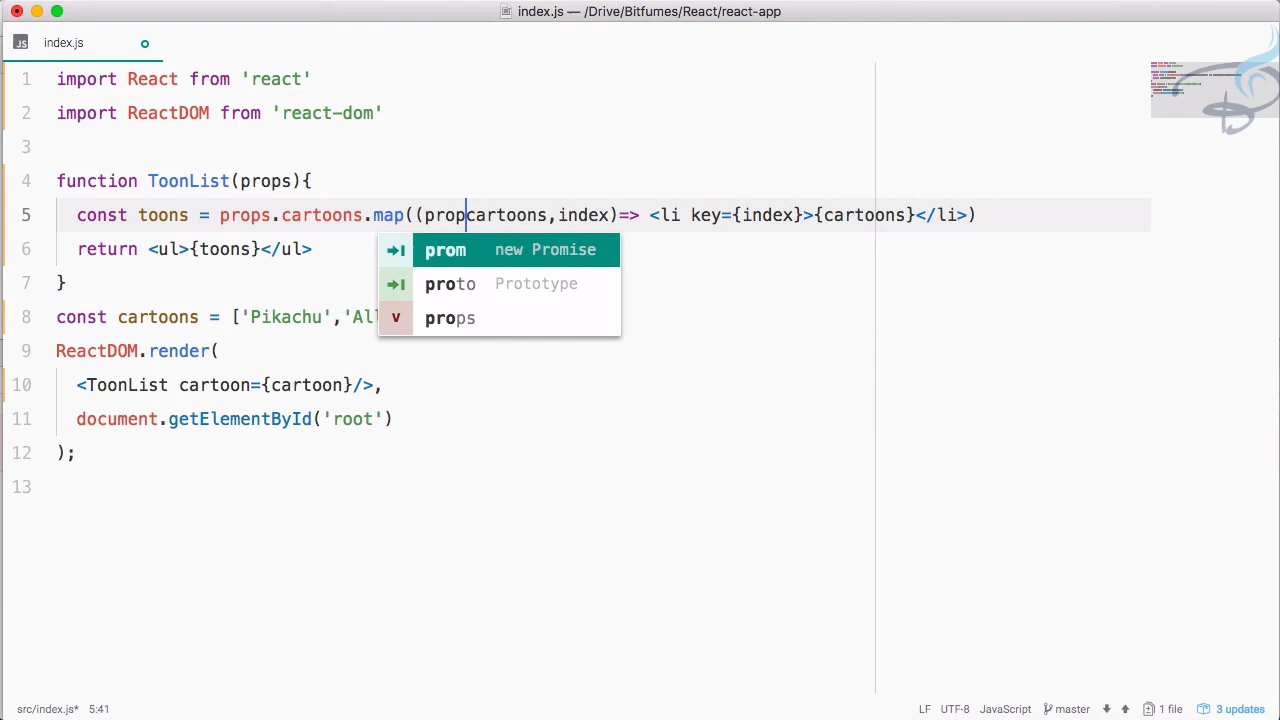 index.js — /Drive/Bitfumes/React/react-app
JS index.js
1 import React from 'react'
2 import ReactDOM from 'react-dom'
3
4 function ToonList(props){
5 const toons = props.cartoons.map((propcartoons,index)=> <li key={index}>{cartoons}</li>)
6 return <ul>{toons}</ul>
prom new Promise
proto Prototype
7 }
v props
8 const cartoons = ['Pikachu','Al
9 ReactDOM.render(
10 <ToonList cartoon={cartoon}/>,
11 document.getElementById('root')
12 );
13
src/index.js* 5:41 LF UTF-8 JavaScript master 1 file 3 updates